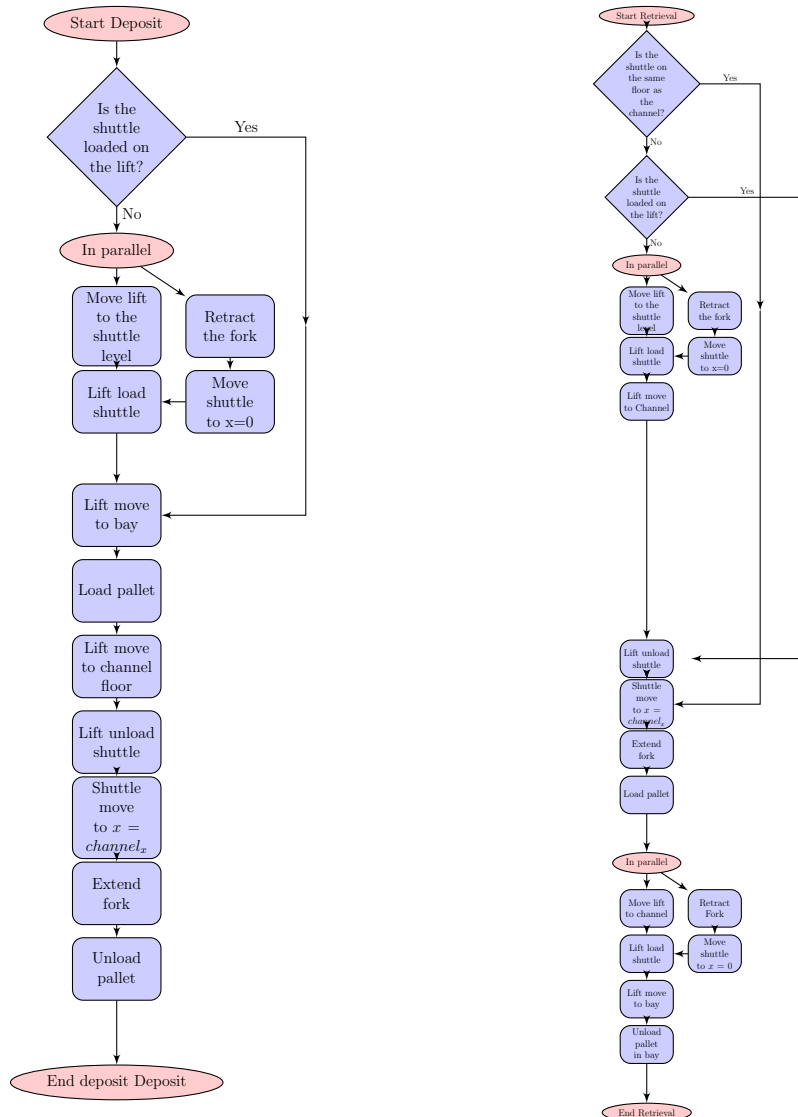 Start Deposit
Is the
shuttle
loaded on
the lift?
Yes
No
In parallel
Move lift
to the
shuttle
level
Retract
the fork
Lift load
shuttle
Move
shuttle
to x=0
Lift move
to bay
Load pallet
Lift move
to channel
floor
Lift unload
shuttle
Shuttle
move
to x =
channelₓ
Extend
fork
Unload
pallet
End deposit Deposit
Start Retrieval
Is the
shuttle on
the same
floor as
the
channel?
Yes
No
Is the
shuttle
loaded on
the lift?
Yes
No
In parallel
Move lift
to the
shuttle
level
Retract
the fork
Lift load
shuttle
Move
shuttle
to x=0
Lift move
to Channel
Lift unload
shuttle
Shuttle
move
to x =
channelₓ
Extend
fork
Load pallet
In parallel
Move lift
to channel
Retract
Fork
Lift load
shuttle
Move
shuttle
to x = 0
Lift move
to bay
Unload
pallet
in bay
End Retrieval